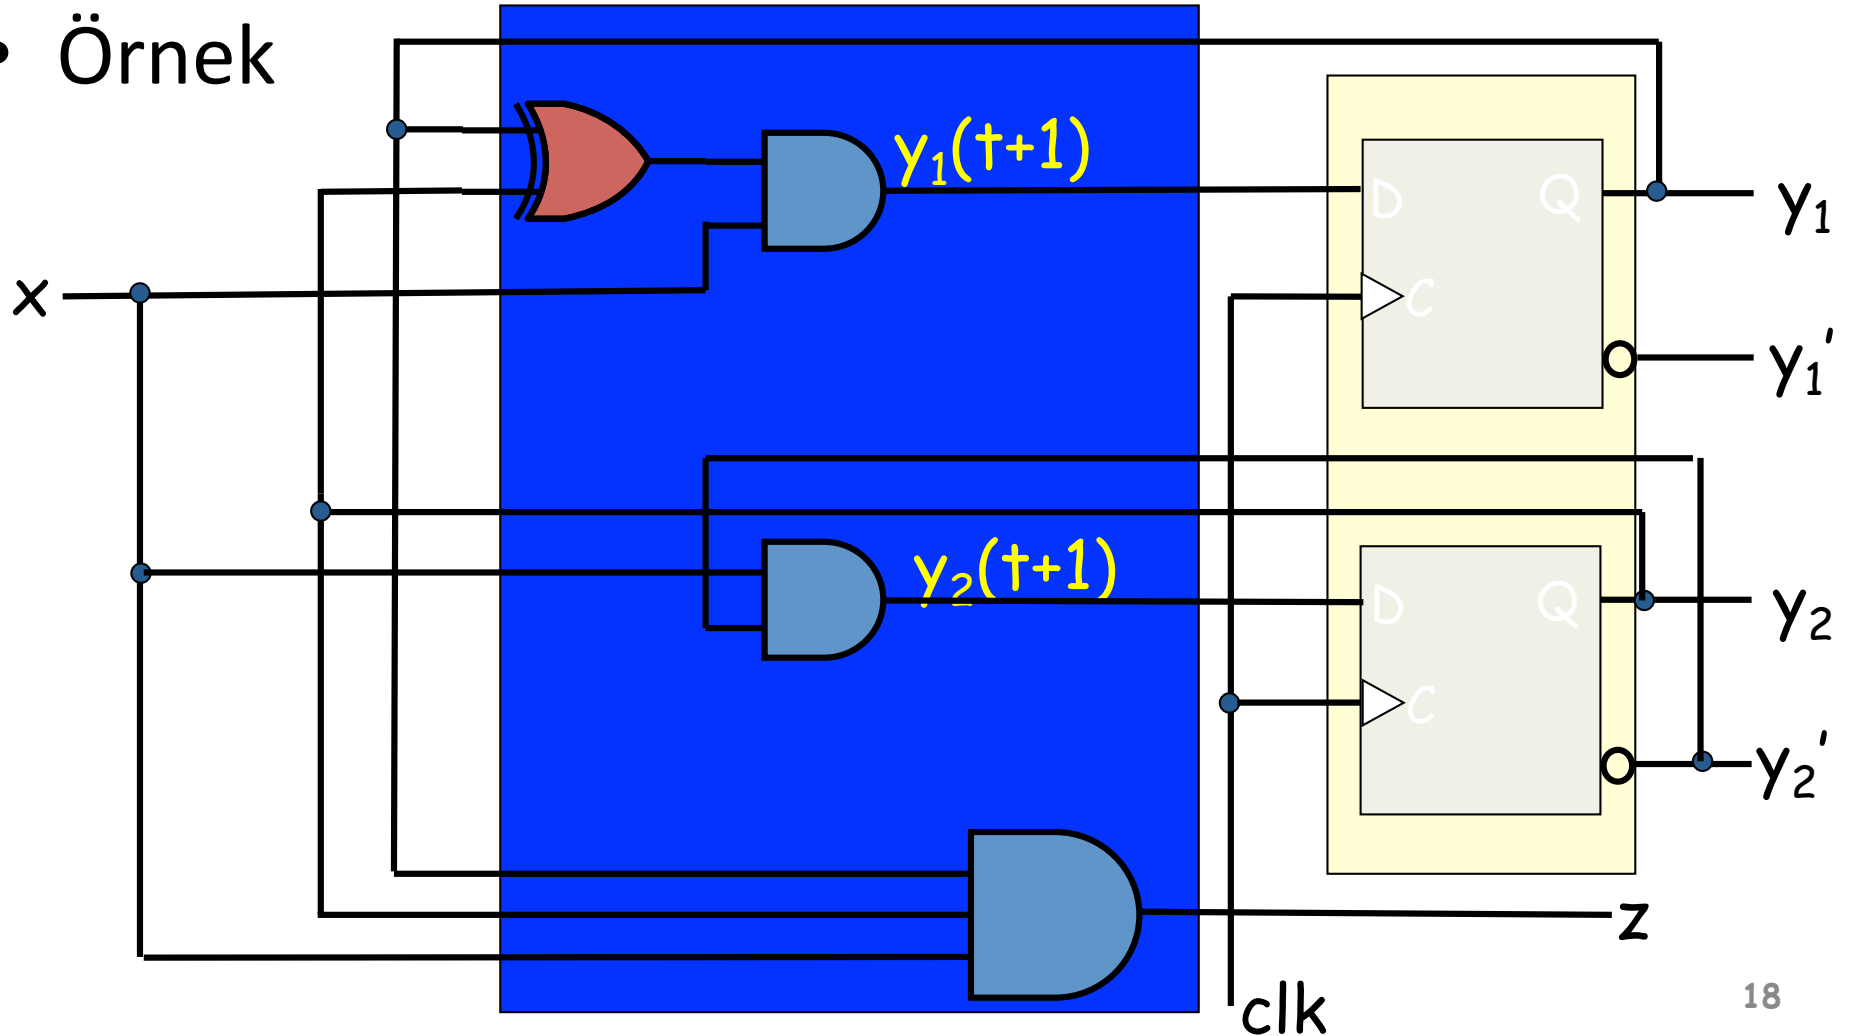 • Örnek
y₁(t+1)
D
Q
y₁
x
C
y₁'
y₂(t+1)
D
Q
y₂
C
y₂'
z
clk
18